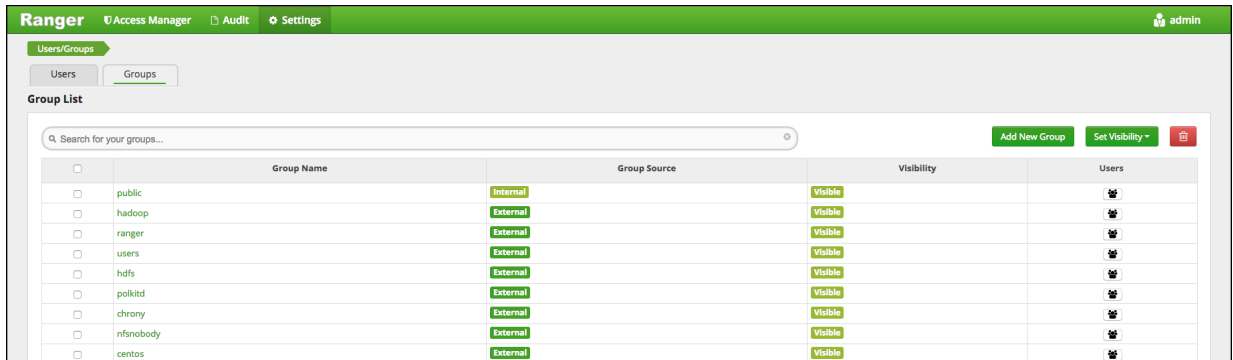 Ranger Access Manager Audit Settings admin
Users/Groups
Users Groups
Group List
Search for your groups... Add New Group Set Visibility
Group Name Group Source Visibility Users
public Internal Visible
hadoop External Visible
ranger External Visible
users External Visible
hdfs External Visible
polkitd External Visible
chrony External Visible
nfsnobody External Visible
centos External Visible